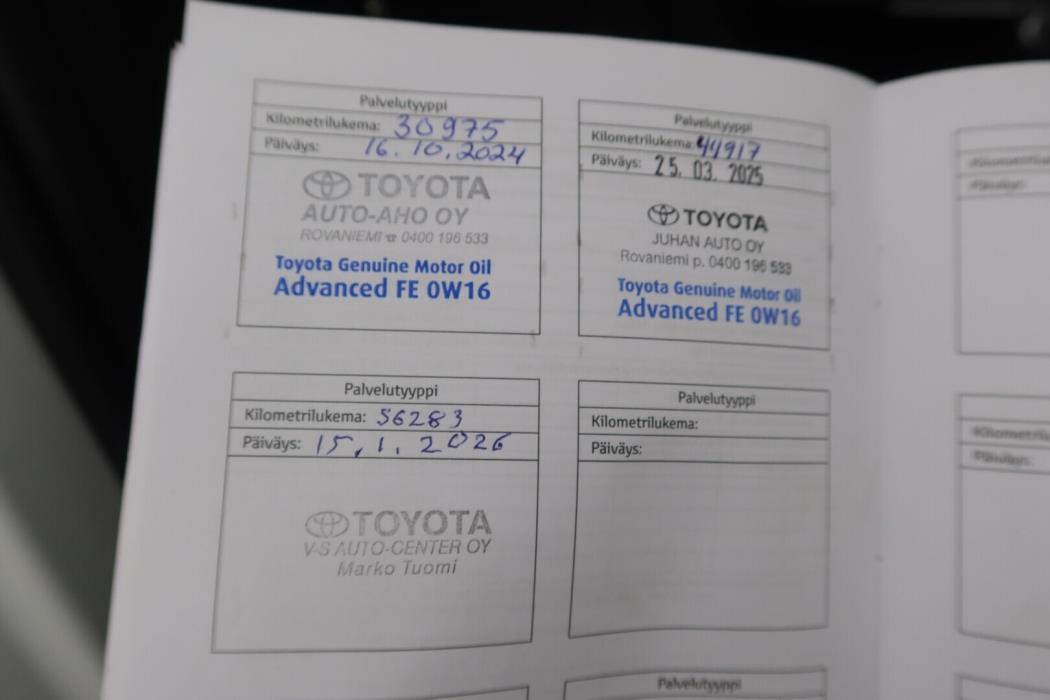 Palvelutyyppi
Kilometrilukema: 30975
Päiväys: 16.10.2024
TOYOTA
AUTO-AHO OY
ROVANIEMI ☎ 0400 196 533
Toyota Genuine Motor Oil
Advanced FE 0W16
Palvelutyyppi
Kilometrilukema: 44917
Päiväys: 25. 03. 2025
TOYOTA
JUHAN AUTO OY
Rovaniemi p. 0400 196 533
Toyota Genuine Motor Oil
Advanced FE 0W16
Palvelutyyppi
Kilometrilukema: 56283
Päiväys: 15.1.2026
TOYOTA
V-S AUTO-CENTER OY
Marko Tuomi
Palvelutyyppi
Kilometrilukema:
Päiväys:
Palvelutyyppi
Päiväys:
Päiväys: